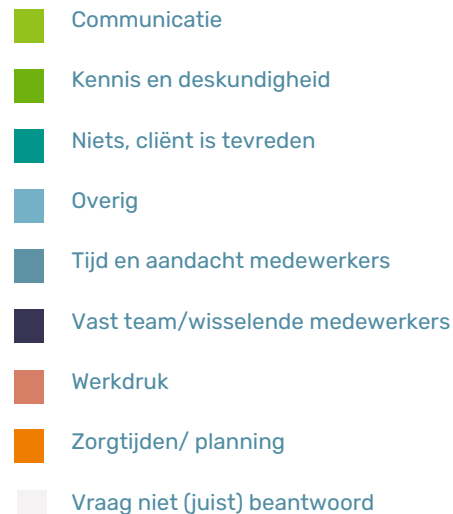 Communicatie
Kennis en deskundigheid
Niets, cliënt is tevreden
Overig
Tijd en aandacht medewerkers
Vast team/wisselende medewerkers
Werkdruk
Zorgtijden/ planning
Vraag niet (juist) beantwoord